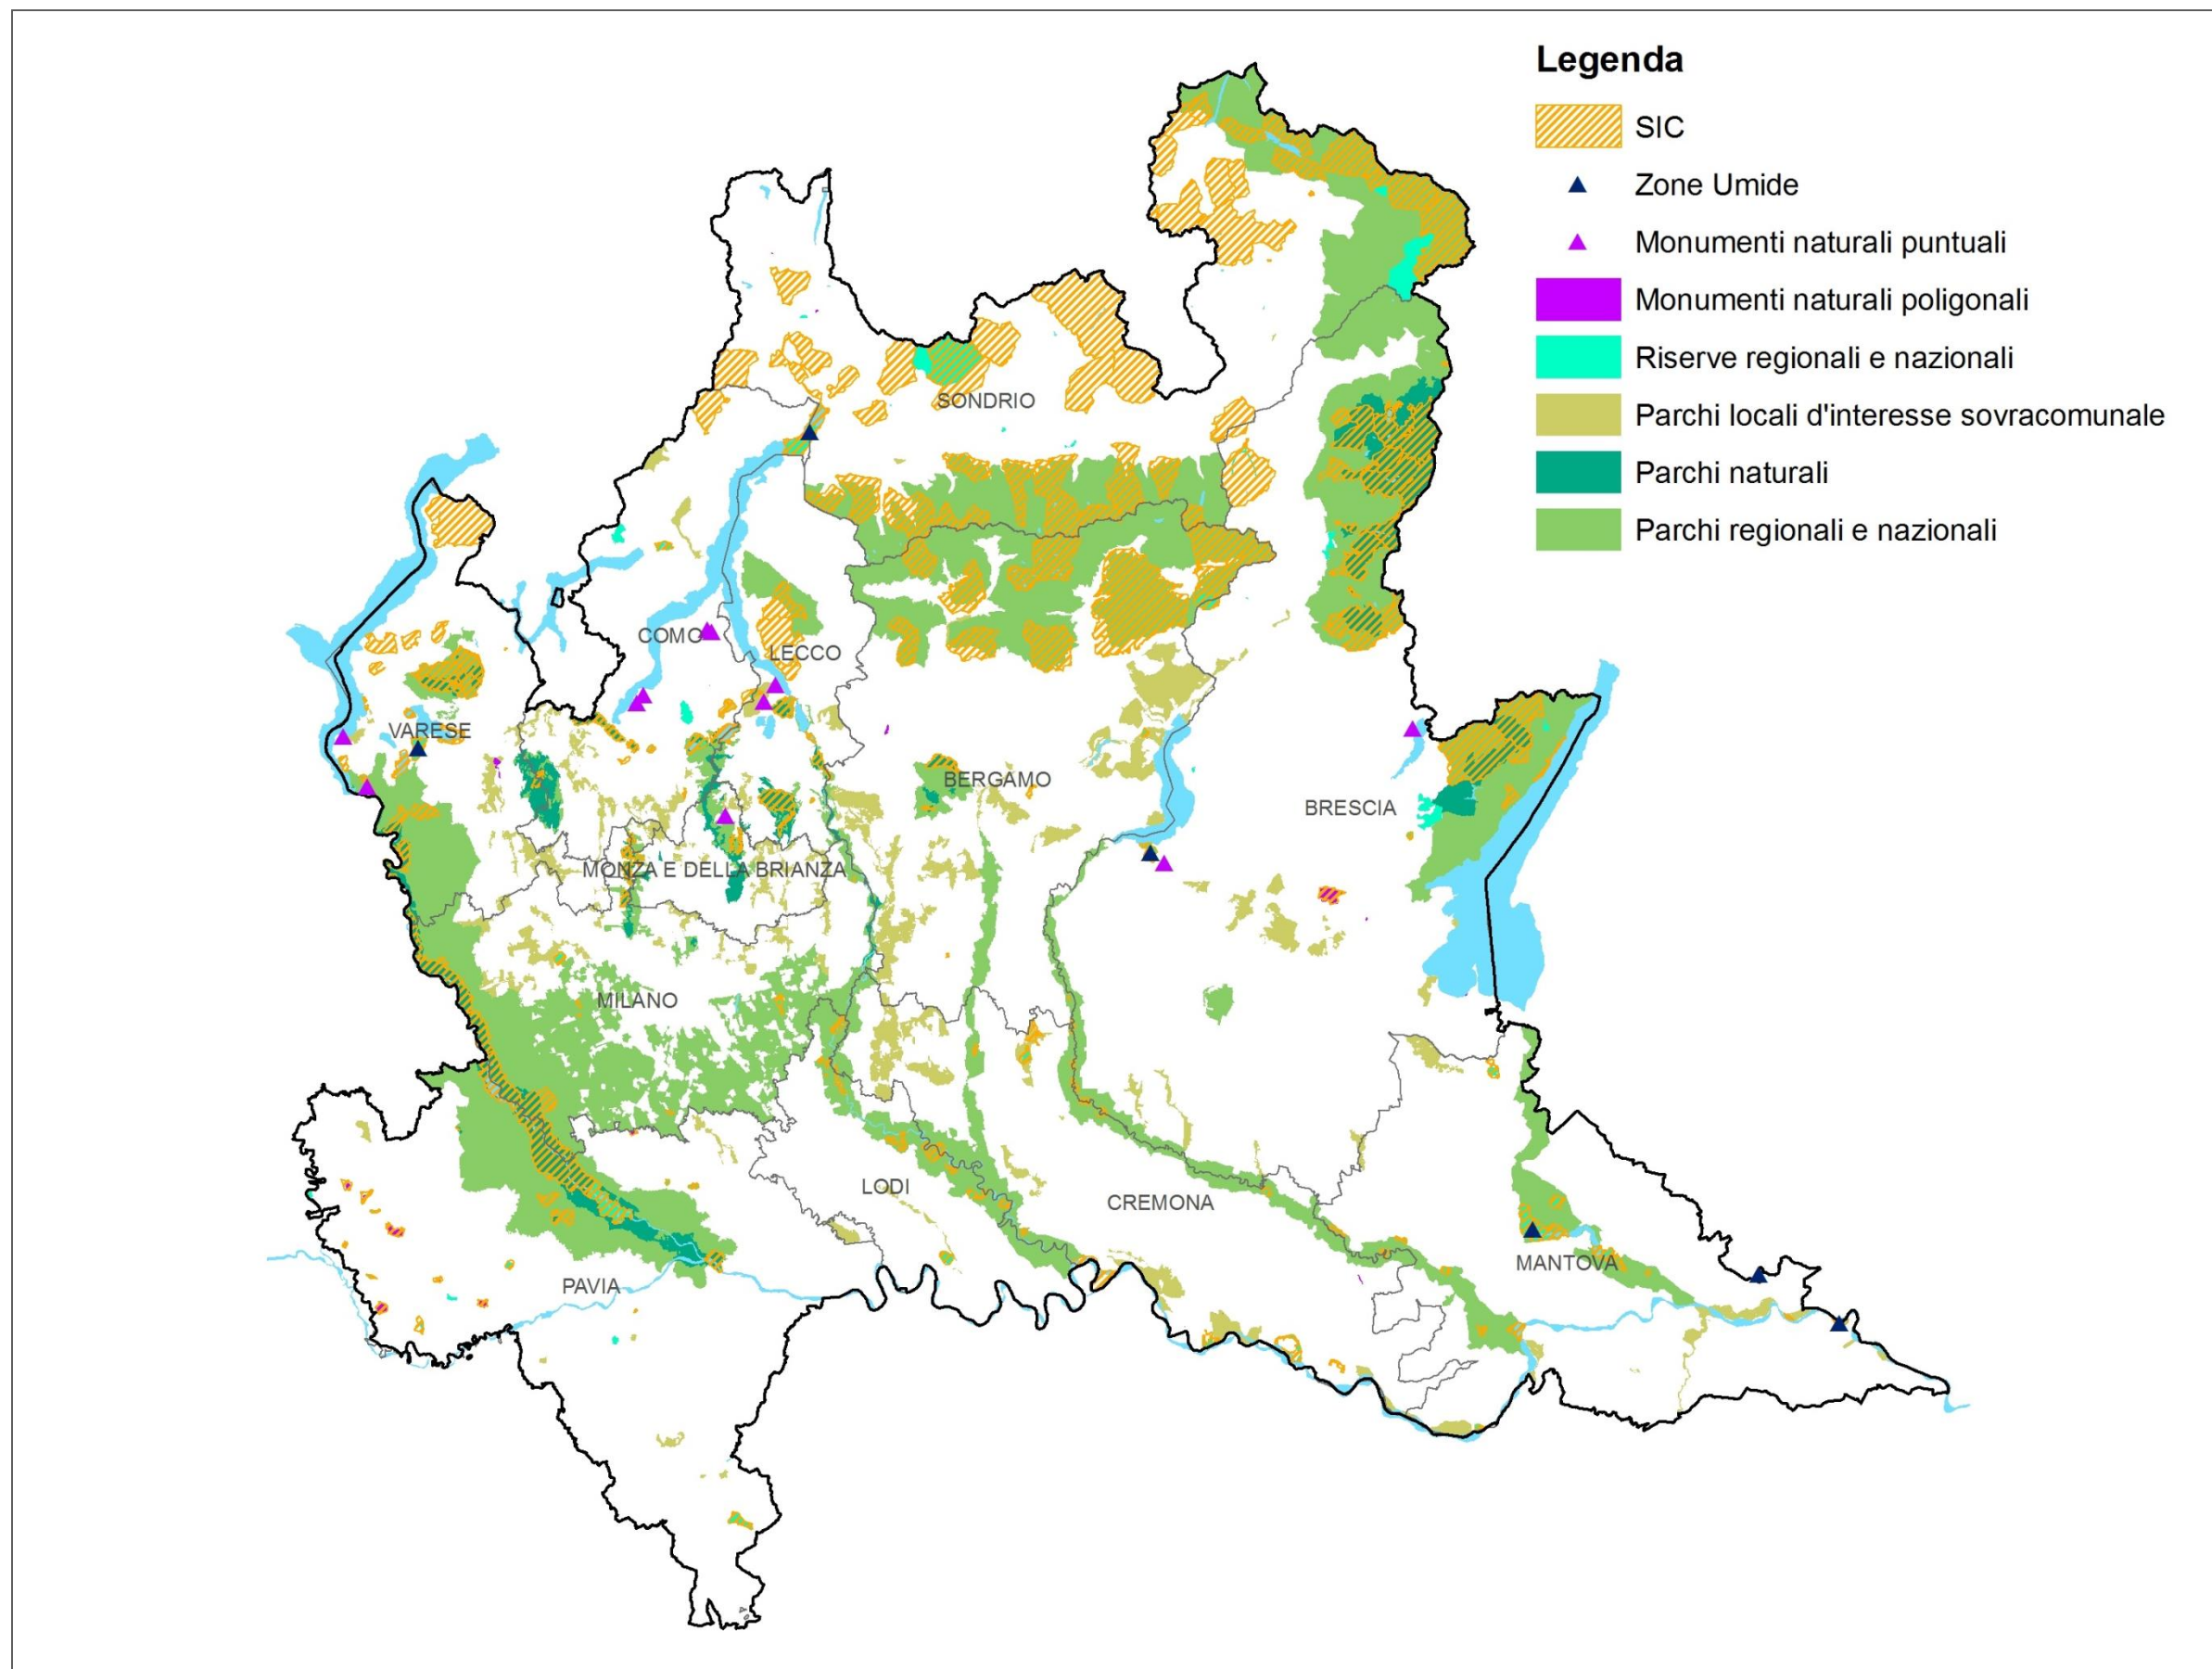 Legenda
SIC
Zone Umide
Monumenti naturali puntuali
Monumenti naturali poligonali
Riserve regionali e nazionali
Parchi locali d'interesse sovracomunale
Parchi naturali
Parchi regionali e nazionali
SONDRIO
COMO
LECCO
VARESE
BERGAMO
BRESCIA
MONZA E DELLA BRIANZA
MILANO
LODI
CREMONA
MANTOVA
PAVIA